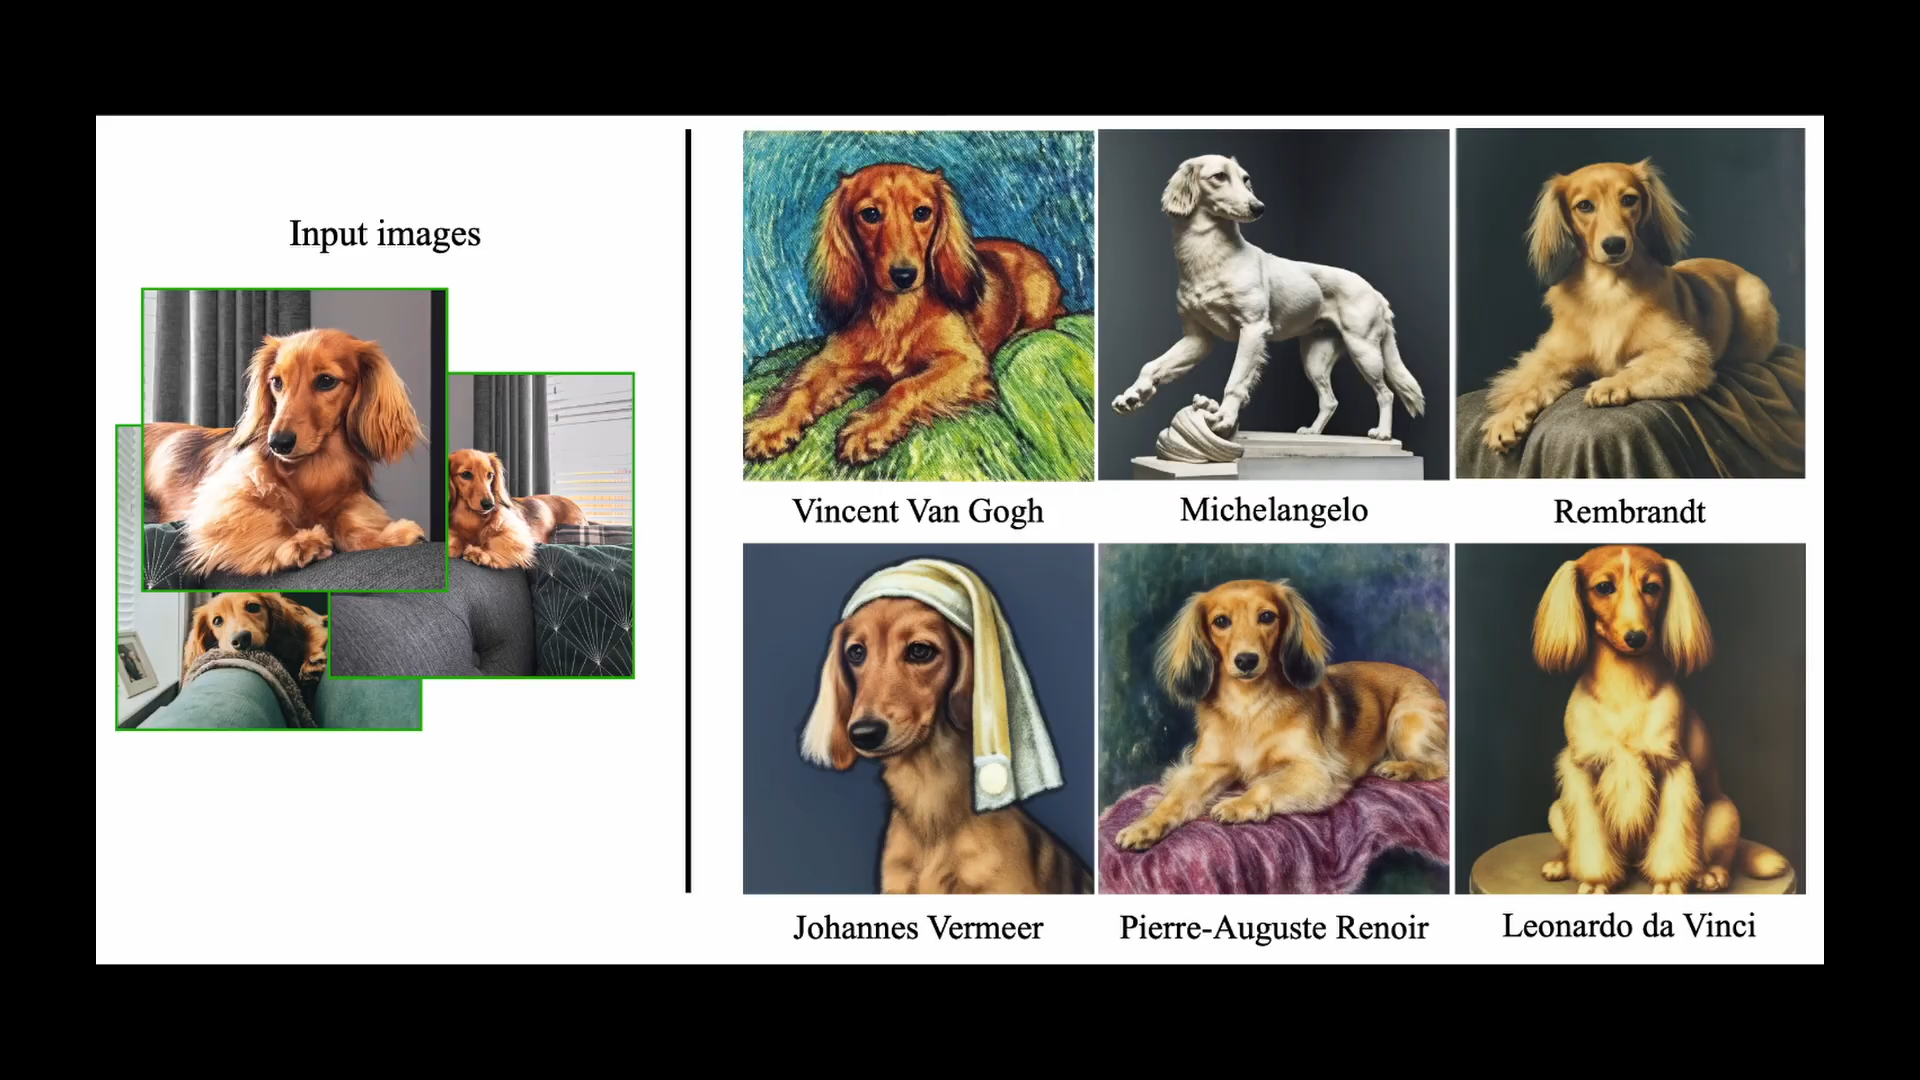 Input images
Vincent Van Gogh
Michelangelo
Rembrandt
Johannes Vermeer
Pierre-Auguste Renoir
Leonardo da Vinci